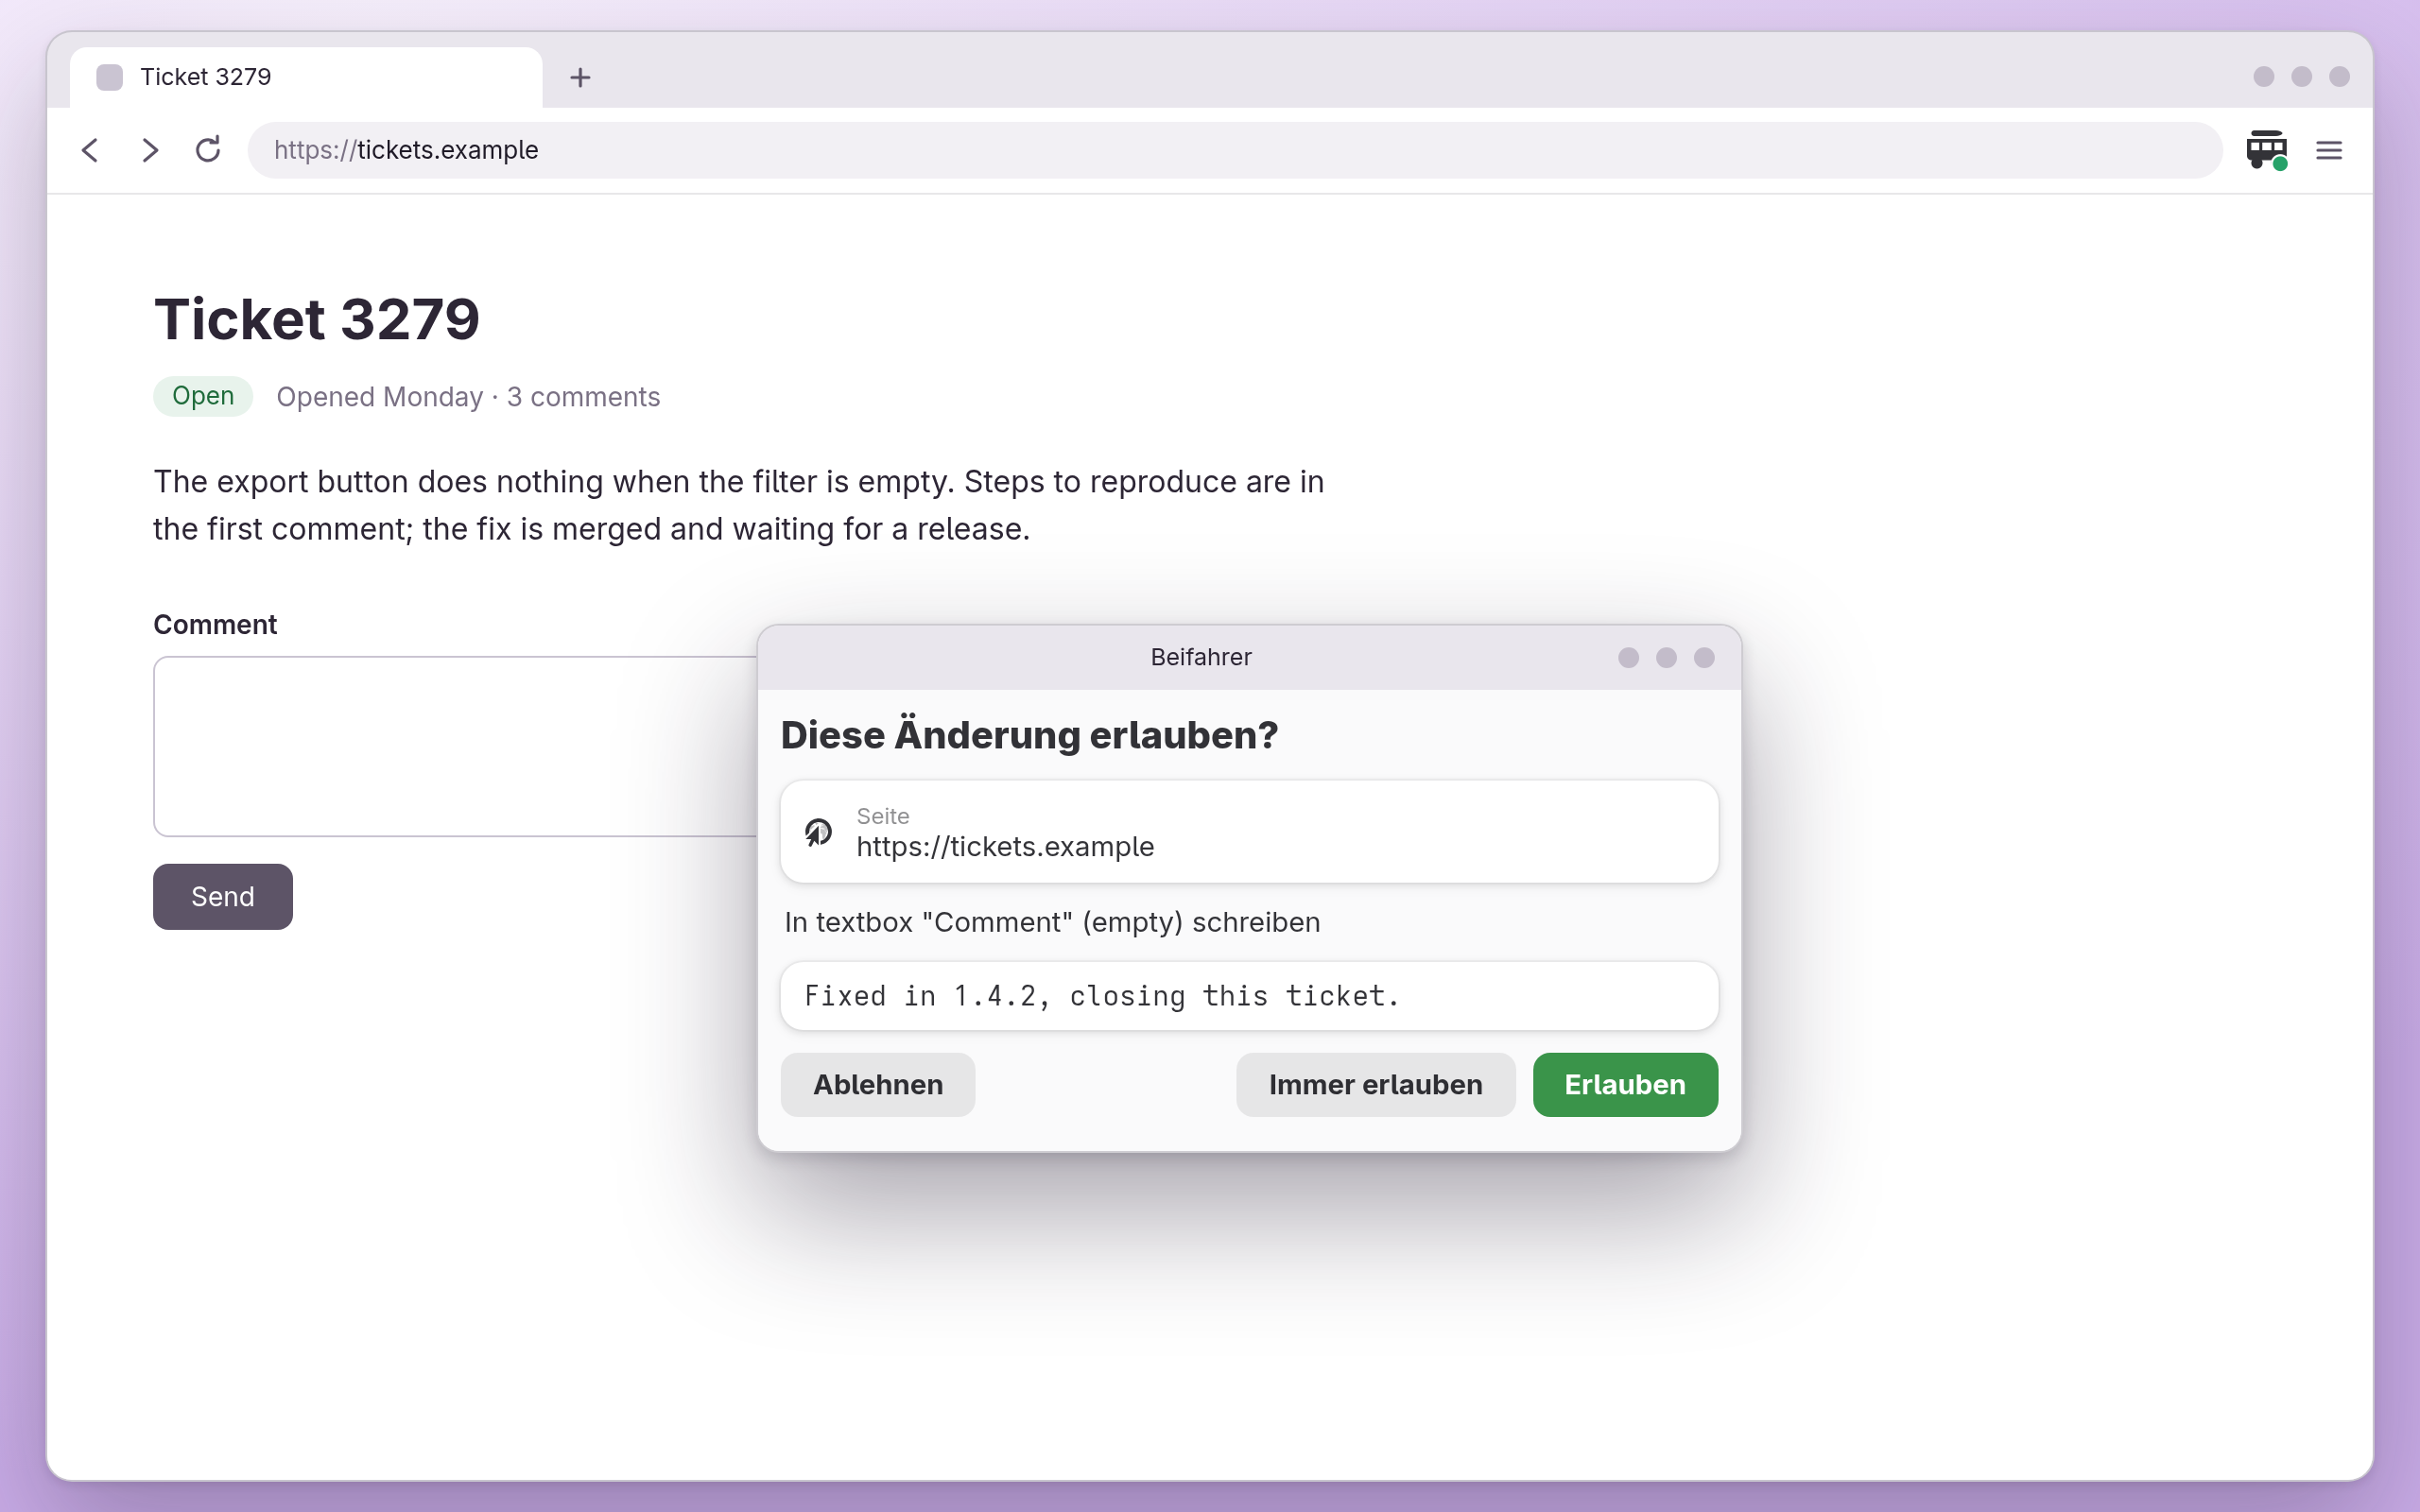 Ticket 3279
https://tickets.example
Ticket 3279
Open
Opened Monday · 3 comments
The export button does nothing when the filter is empty. Steps to reproduce are in
the first comment; the fix is merged and waiting for a release.
Comment
Send
Beifahrer
Diese Änderung erlauben?
Seite
https://tickets.example
In textbox "Comment" (empty) schreiben
Fixed in 1.4.2, closing this ticket.
Ablehnen
Immer erlauben
Erlauben